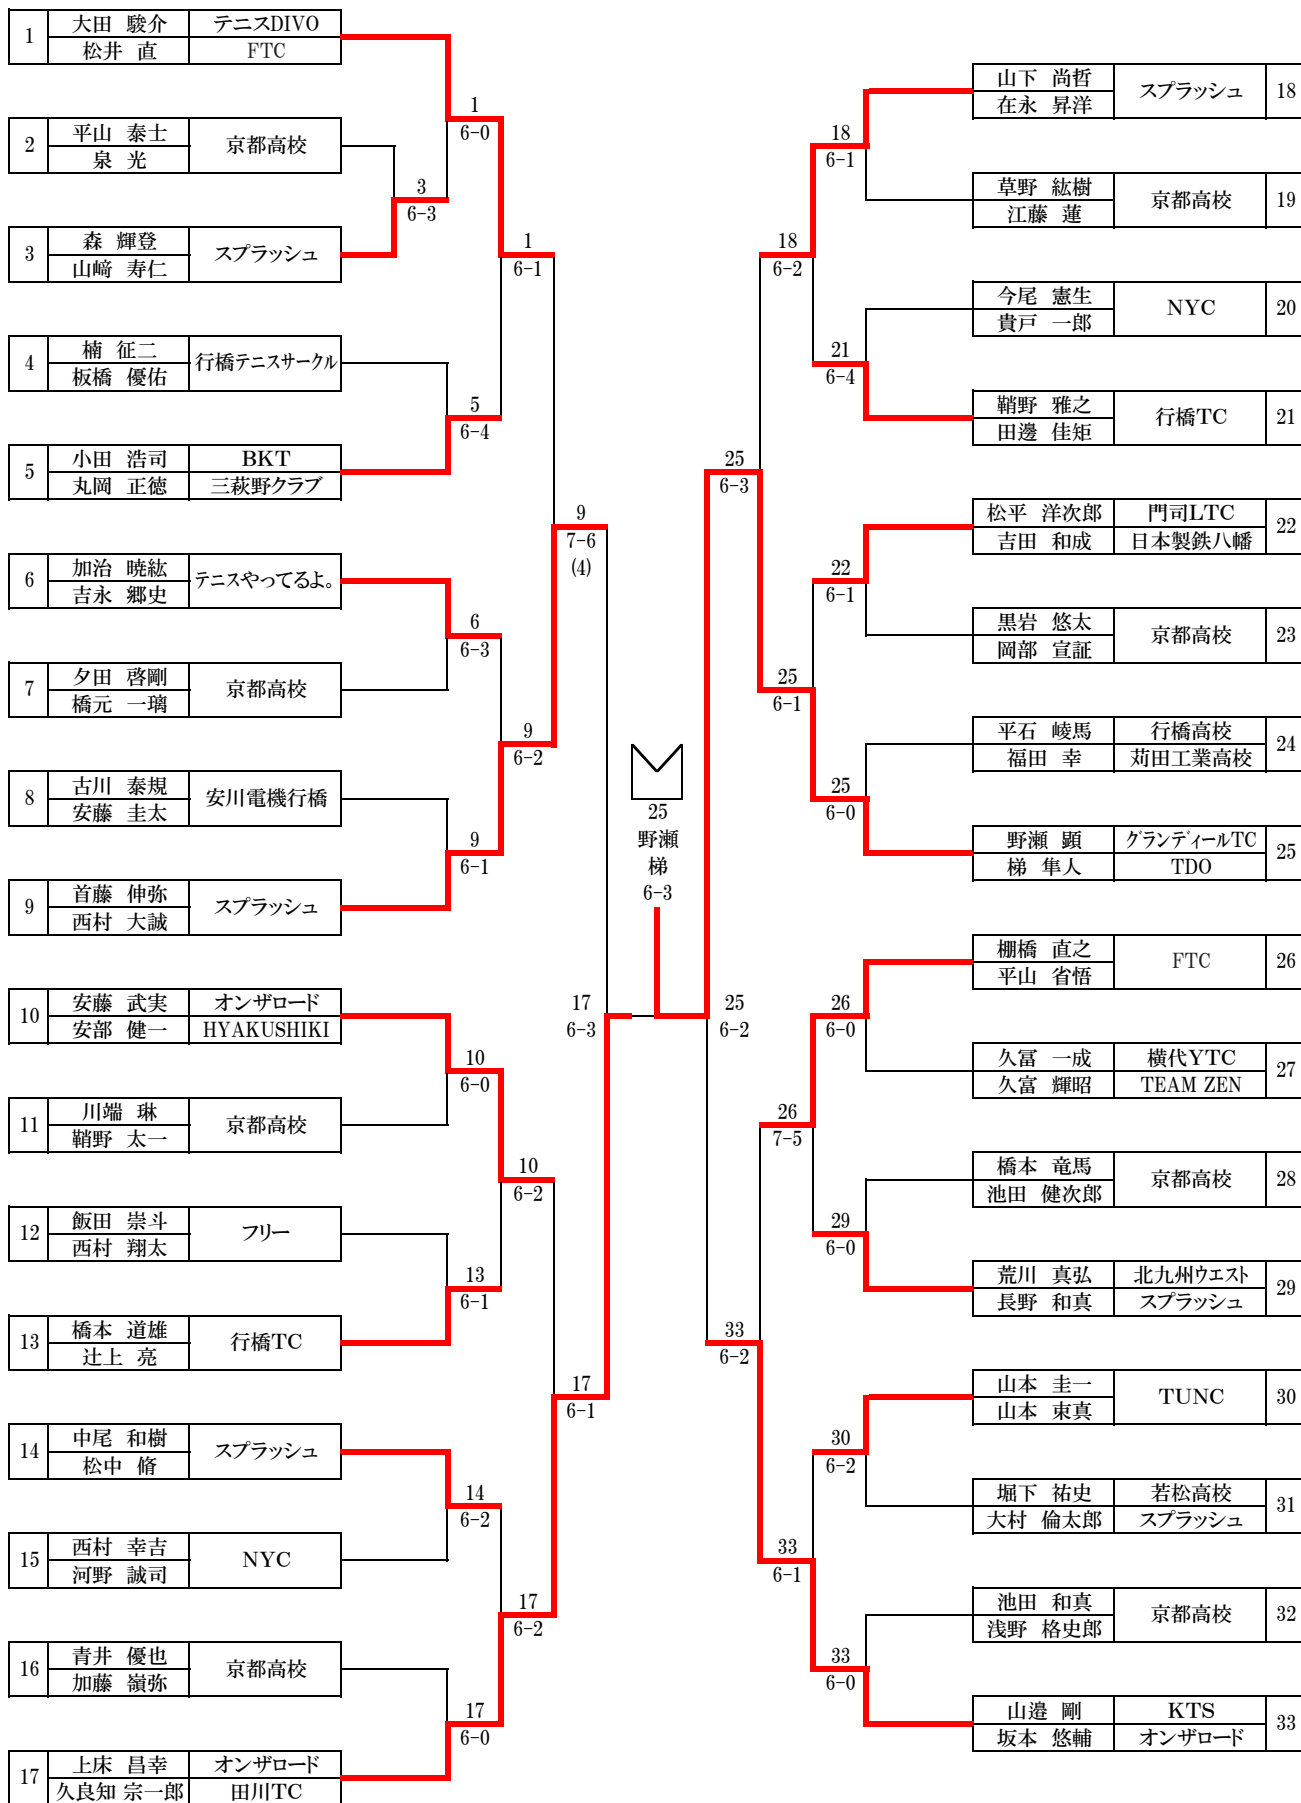 1 大田 駿介 テニスDIVO
松井 直 FTC
2 平山 泰士 京都高校
泉 光
3 森 輝登 スプラッシュ
山﨑 寿仁
4 楠 征二 行橋テニスサークル
板橋 優佑
5 小田 浩司 BKT
丸岡 正徳 三萩野クラブ
6 加治 暁紘 テニスやってるよ。
吉永 郷史
7 夕田 啓剛 京都高校
橋元 一璃
8 古川 泰規 安川電機行橋
安藤 圭太
9 首藤 伸弥 スプラッシュ
西村 大誠
10 安藤 武実 オンザロード
安部 健一 HYAKUSHIKI
11 川端 琳 京都高校
鞘野 太一
12 飯田 崇斗 フリー
西村 翔太
13 橋本 道雄 行橋TC
辻上 亮
14 中尾 和樹 スプラッシュ
松中 脩
15 西村 幸吉 NYC
河野 誠司
16 青井 優也 京都高校
加藤 嶺弥
17 上床 昌幸 オンザロード
久良知 宗一郎 田川TC
3
6-3
1
6-0
5
6-4
6
6-3
9
6-1
10
6-0
13
6-1
14
6-2
17
6-0
1
6-1
9
6-2
10
6-2
17
6-2
9
7-6
(4)
17
6-1
17
6-3
25
野瀬
梯
6-3
25
6-2
25
6-3
33
6-2
18
6-2
25
6-1
26
7-5
33
6-1
18
6-1
21
6-4
22
6-1
25
6-0
26
6-0
29
6-0
30
6-2
33
6-0
山下 尚哲 スプラッシュ 18
在永 昇洋
草野 紘樹 京都高校 19
江藤 蓮
今尾 憲生 NYC 20
貴戸 一郎
鞘野 雅之 行橋TC 21
田邊 佳矩
松平 洋次郎 門司LTC 22
吉田 和成 日本製鉄八幡
黒岩 悠太 京都高校 23
岡部 宣証
平石 崚馬 行橋高校 24
福田 幸 苅田工業高校
野瀬 顕 グランディールTC 25
梯 隼人 TDO
棚橋 直之 FTC 26
平山 省悟
久冨 一成 横代YTC 27
久富 輝昭 TEAM ZEN
橋本 竜馬 京都高校 28
池田 健次郎
荒川 真弘 北九州ウエスト 29
長野 和真 スプラッシュ
山本 圭一 TUNC 30
山本 束真
堀下 祐史 若松高校 31
大村 倫太郎 スプラッシュ
池田 和真 京都高校 32
浅野 格史郎
山邉 剛 KTS 33
坂本 悠輔 オンザロード